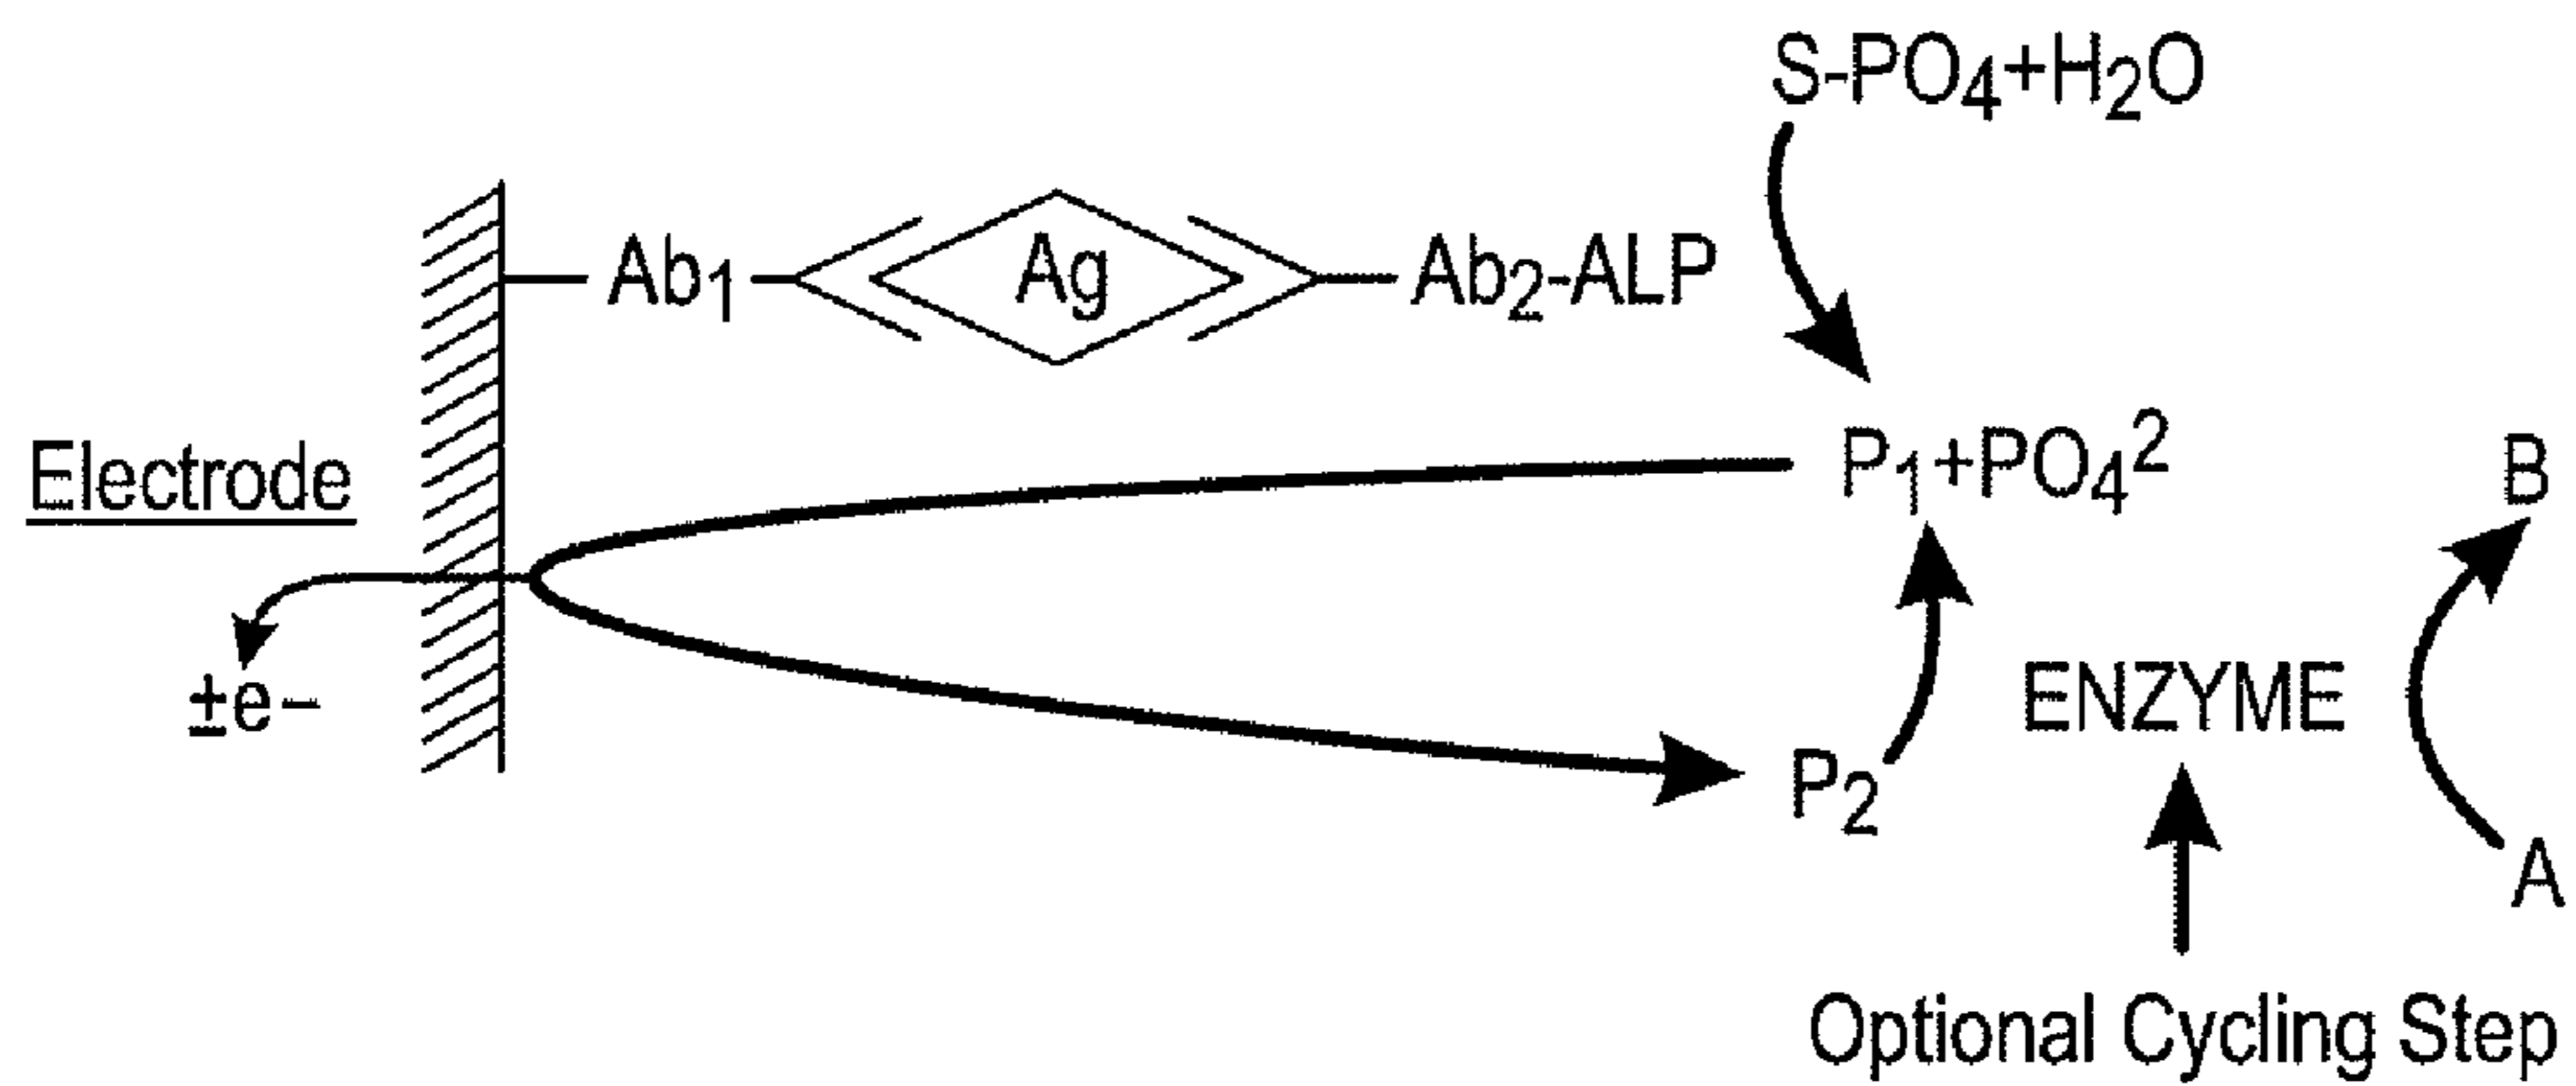 S-PO₄+H₂O
Ab₁ Ag Ab₂-ALP
Electrode
P₁+PO₄²
B
±e−
ENZYME
P₂
A
Optional Cycling Step